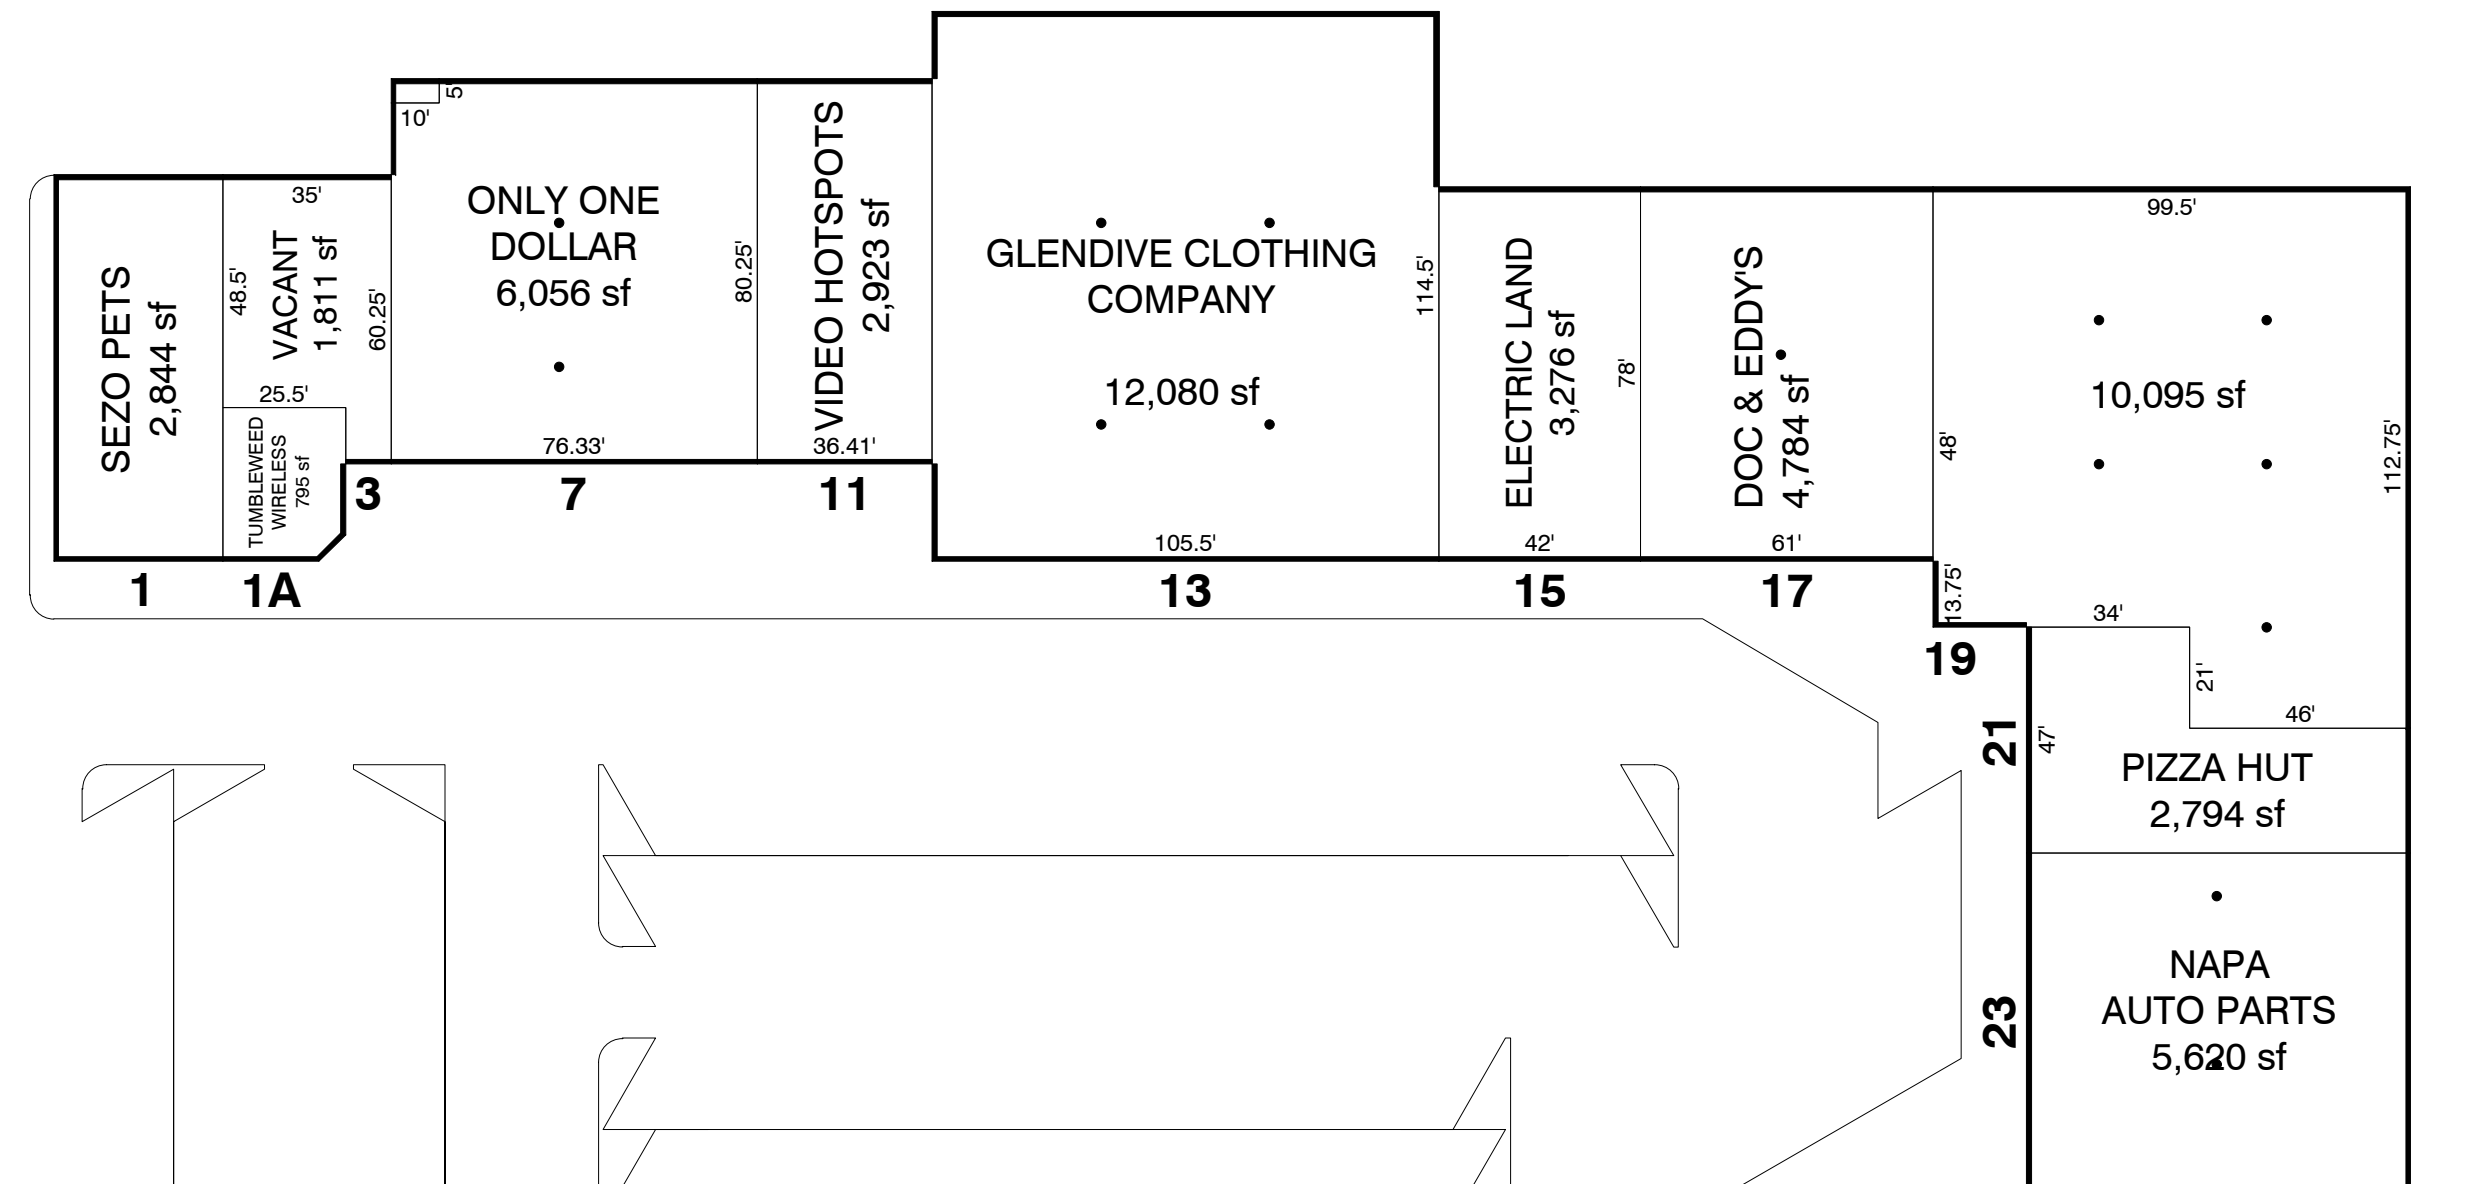 SEZO PETS
2,844 sf
1
35'
48.5'
VACANT
1,811 sf
60.25'
25.5'
TUMBLEWEED
WIRELESS
795 sf
1A
3
10'
5'
ONLY ONE
DOLLAR
6,056 sf
80.25'
76.33'
7
VIDEO HOTSPOTS
2,923 sf
36.41'
11
GLENDIVE CLOTHING
COMPANY
12,080 sf
114.5'
105.5'
13
ELECTRIC LAND
3,276 sf
78'
42'
15
DOC & EDDY'S
4,784 sf
61'
17
99.5'
10,095 sf
48'
112.75'
13.75'
19
34'
21'
46'
21
47'
PIZZA HUT
2,794 sf
23
NAPA
AUTO PARTS
5,620 sf